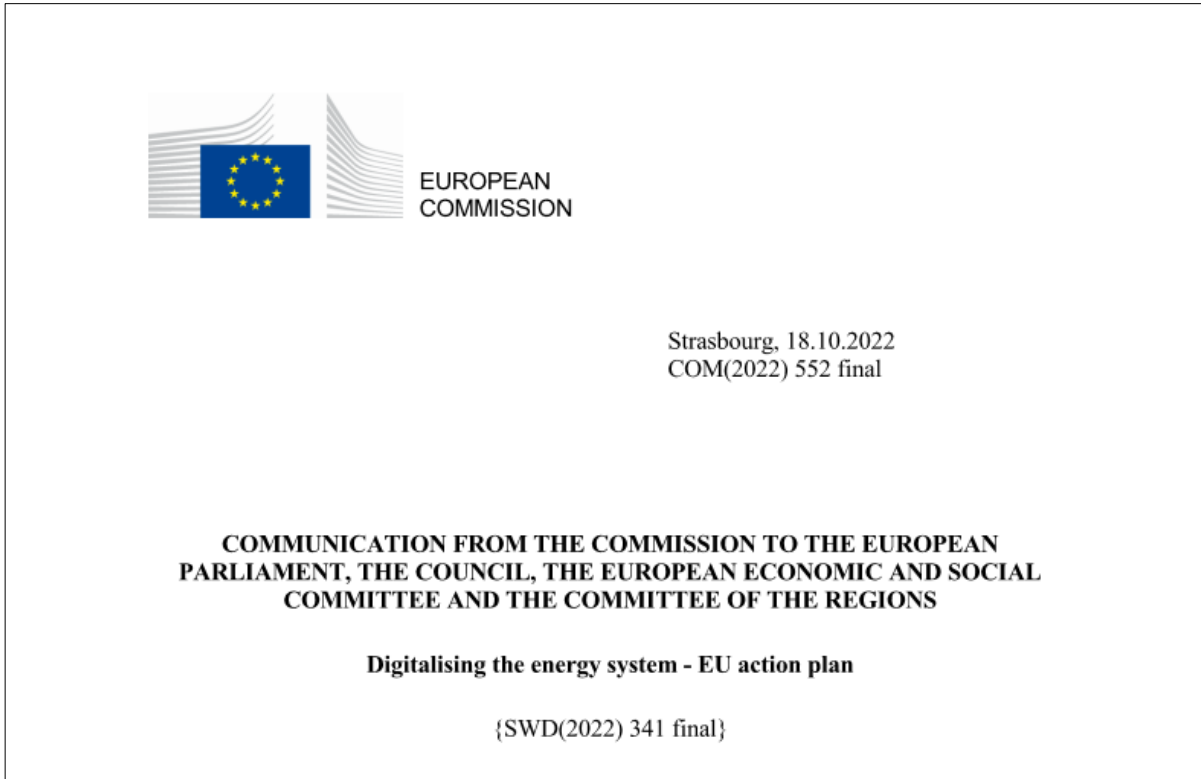 EUROPEAN
COMMISSION
Strasbourg, 18.10.2022
COM(2022) 552 final
COMMUNICATION FROM THE COMMISSION TO THE EUROPEAN
PARLIAMENT, THE COUNCIL, THE EUROPEAN ECONOMIC AND SOCIAL
COMMITTEE AND THE COMMITTEE OF THE REGIONS
Digitalising the energy system - EU action plan
{SWD(2022) 341 final}